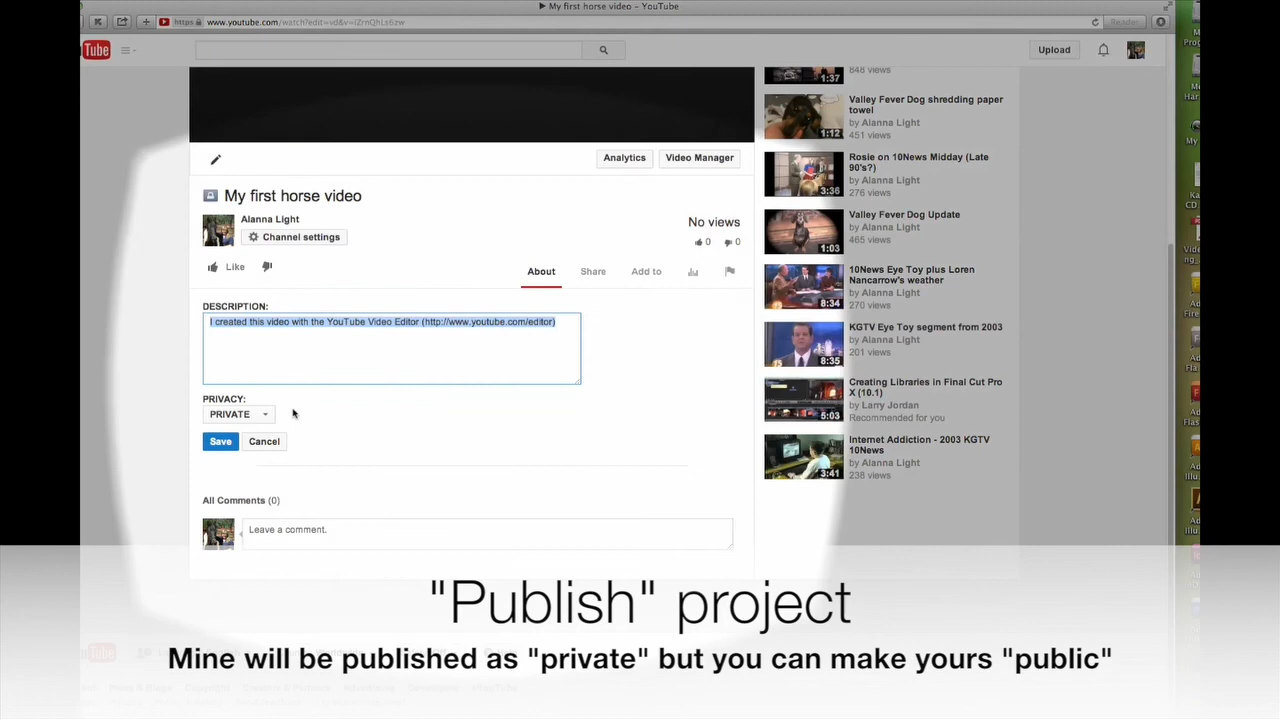 My first horse video – YouTube
https
www.youtube.com/watch?edit=vd&v=iZrnQhLs6zw
Reader
Tube
Upload
1:37
848 views
Valley Fever Dog shredding paper
towel
by Alanna Light
451 views
1:12
Analytics
Video Manager
Rosie on 10News Midday (Late
90's?)
by Alanna Light
276 views
3:36
My first horse video
Alanna Light
Channel settings
No views
0
0
Valley Fever Dog Update
by Alanna Light
465 views
1:03
Like
About
Share
Add to
10News Eye Toy plus Loren
Nancarrow's weather
by Alanna Light
270 views
8:34
DESCRIPTION:
I created this video with the YouTube Video Editor (http://www.youtube.com/editor)
KGTV Eye Toy segment from 2003
by Alanna Light
201 views
8:35
PRIVACY:
PRIVATE
Save
Cancel
Creating Libraries in Final Cut Pro
X (10.1)
by Larry Jordan
Recommended for you
5:03
Internet Addiction - 2003 KGTV
10News
by Alanna Light
238 views
3:41
All Comments (0)
Leave a comment.
"Publish" project
Mine will be published as "private" but you can make yours "public"